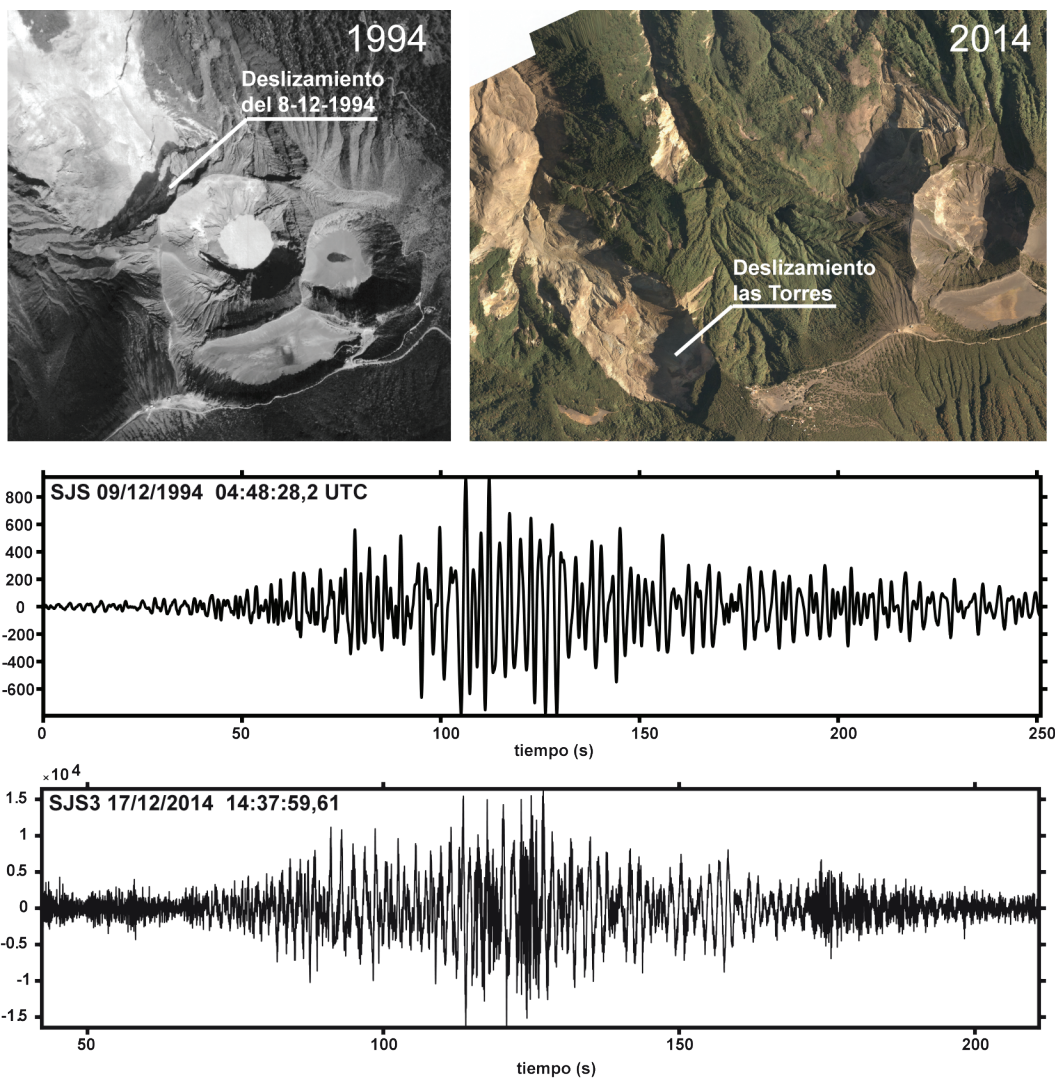 1994
Deslizamiento
del 8-12-1994
2014
Deslizamiento
las Torres
SJS 09/12/1994 04:48:28,2 UTC
800
600
400
200
0
-200
-400
-600
0 50 100 150 200 250
tiempo (s)
×10 4
SJS3 17/12/2014 14:37:59,61
1.5
1
0.5
0
-0.5
-1
-1.5
50 100 150 200
tiempo (s)